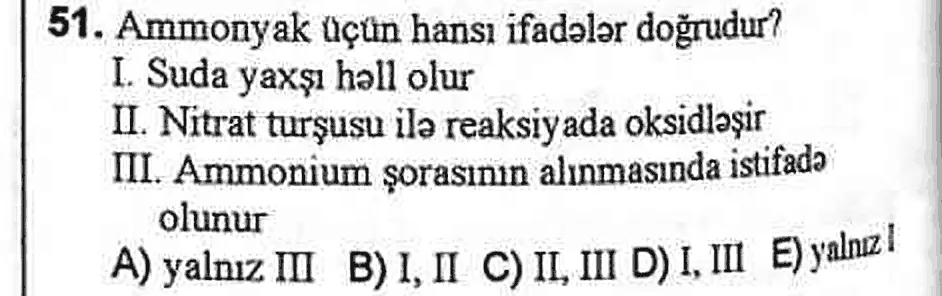 51. Ammonyak üçün hansı ifadələr doğrudur?
I. Suda yaxşı həll olur
II. Nitrat turşusu ilə reaksiyada oksidləşir
III. Ammonium şorasının alınmasında istifadə
olunur
A) yalnız III B) I, II C) II, III D) I, III E) yalnız I